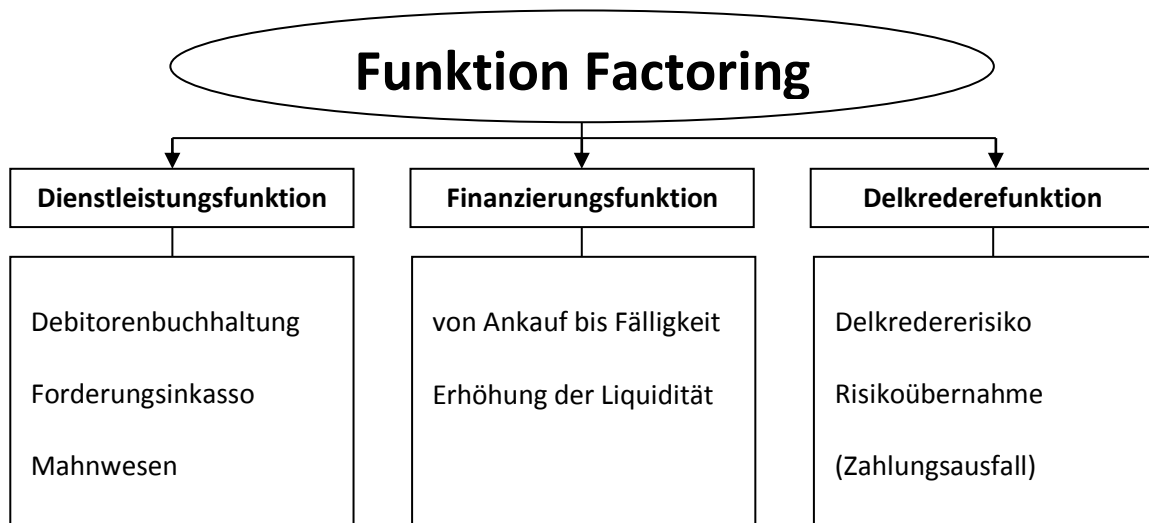 Funktion Factoring
Dienstleistungsfunktion
Debitorenbuchhaltung
Forderungsinkasso
Mahnwesen
Finanzierungsfunktion
von Ankauf bis Fälligkeit
Erhöhung der Liquidität
Delkrederefunktion
Delkredererisiko
Risikoübernahme
(Zahlungsausfall)